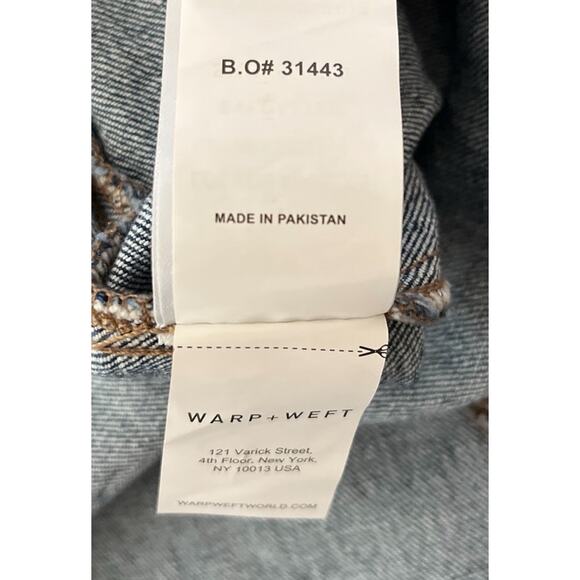 B.O# 31443
MADE IN PAKISTAN
WARP + WEFT
121 Varick Street,
4th Floor, New York,
NY 10013 USA
WARPWEFTWORLD.COM